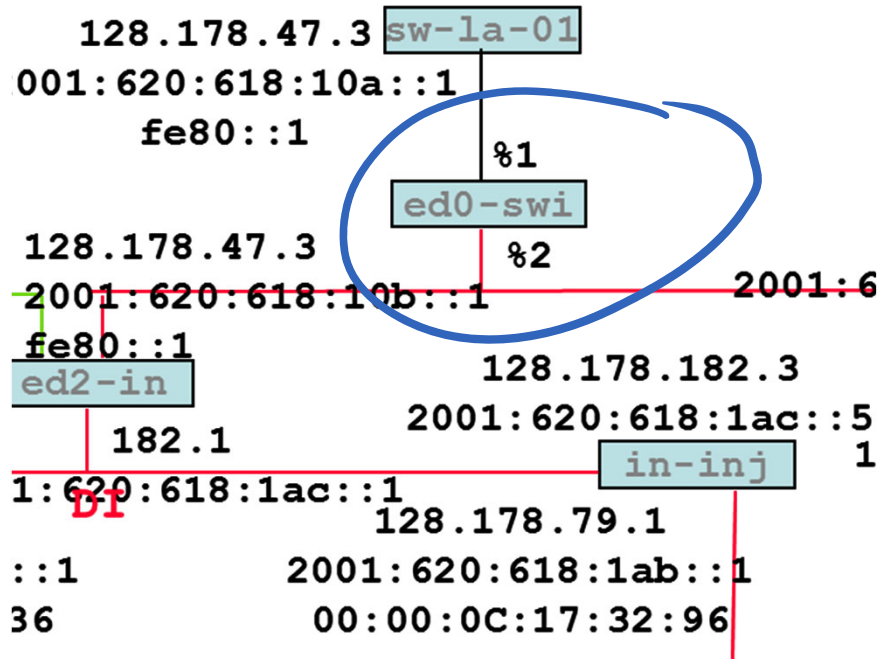 128.178.47.3 sw-la-01
001:620:618:10a::1
fe80::1
%1
ed0-swi
128.178.47.3 %2
2001:620:618:10b::1 2001:6
fe80::1
ed2-in
128.178.182.3
2001:620:618:1ac::5
182.1
in-inj 1
1:620:618:1ac::1
DI
128.178.79.1
::1 2001:620:618:1ab::1
36 00:00:0C:17:32:96